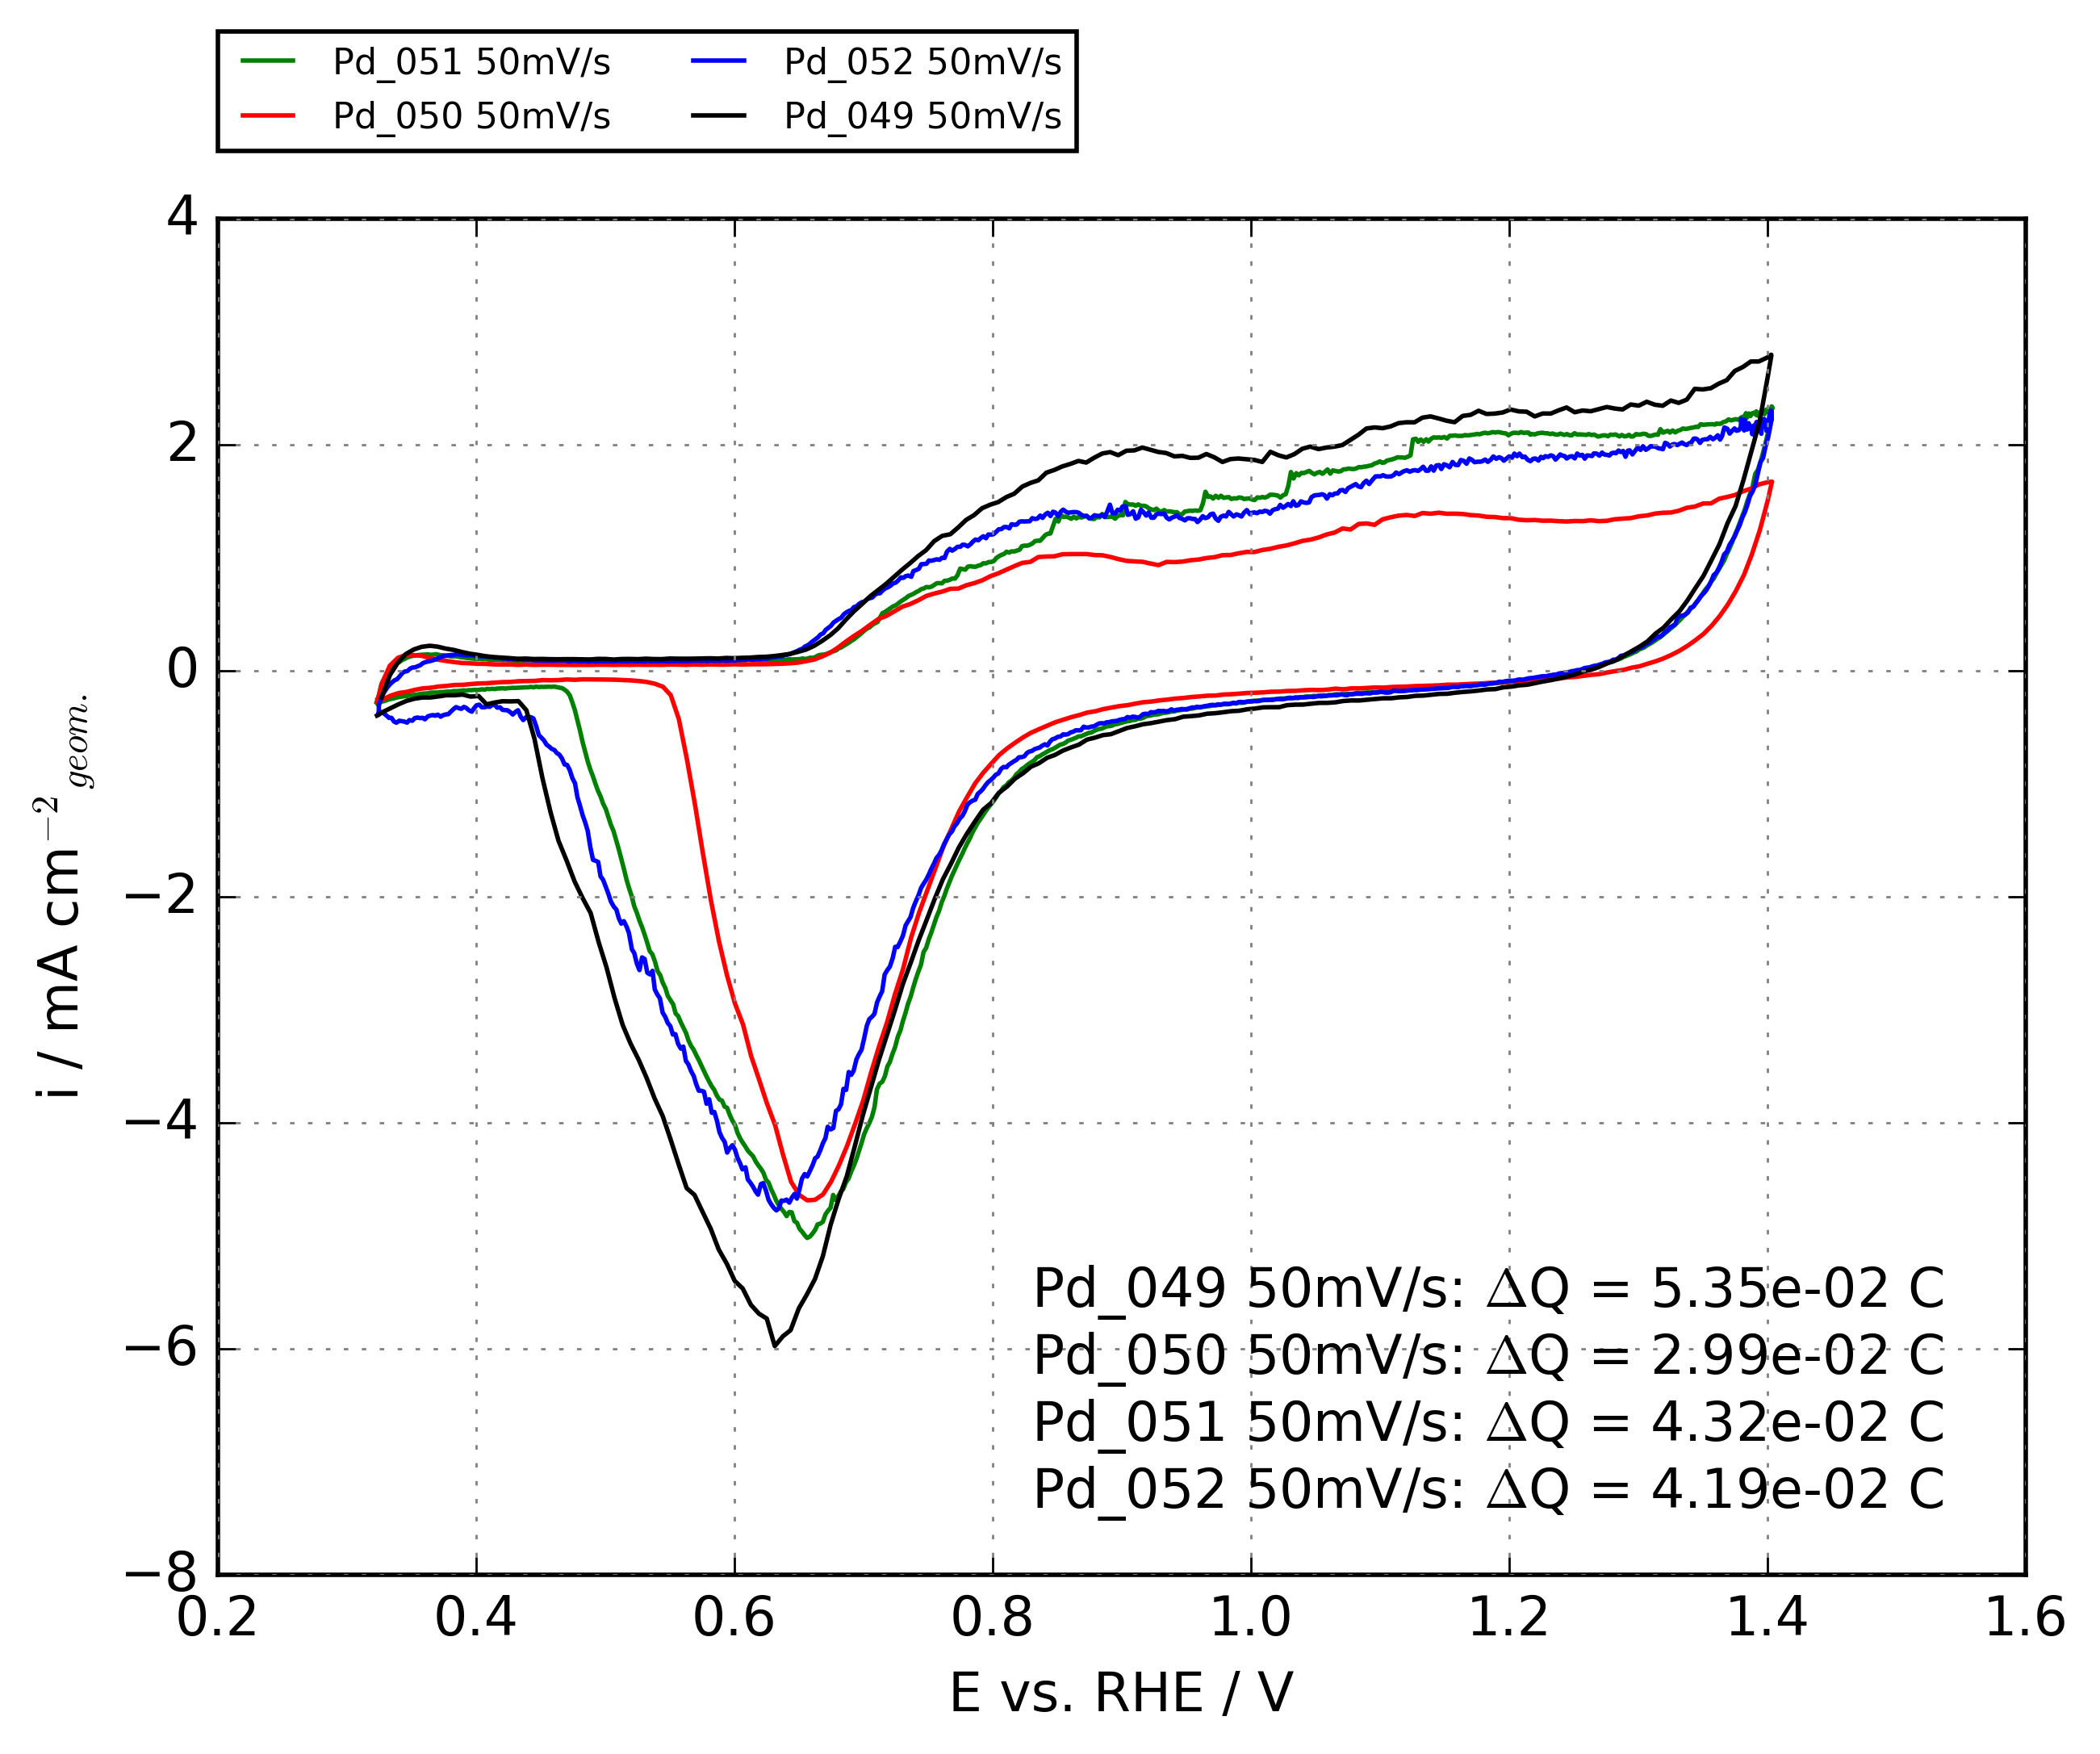 Pd_051 50mV/s
Pd_052 50mV/s
Pd_050 50mV/s
Pd_049 50mV/s
4
2
0
−2
−4
−6
−8
i / mA cm−2 geom.
Pd_049 50mV/s: ΔQ = 5.35e-02 C
Pd_050 50mV/s: ΔQ = 2.99e-02 C
Pd_051 50mV/s: ΔQ = 4.32e-02 C
Pd_052 50mV/s: ΔQ = 4.19e-02 C
0.2 0.4 0.6 0.8 1.0 1.2 1.4 1.6
E vs. RHE / V